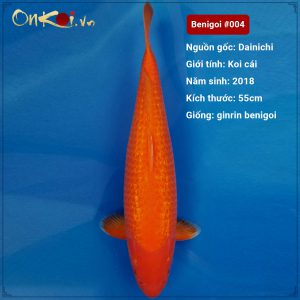 OnKoi.vn
Benigoi #004
Nguồn gốc: Dainichi
Giới tính: Koi cái
Năm sinh: 2018
Kích thước: 55cm
Giống: ginrin benigoi